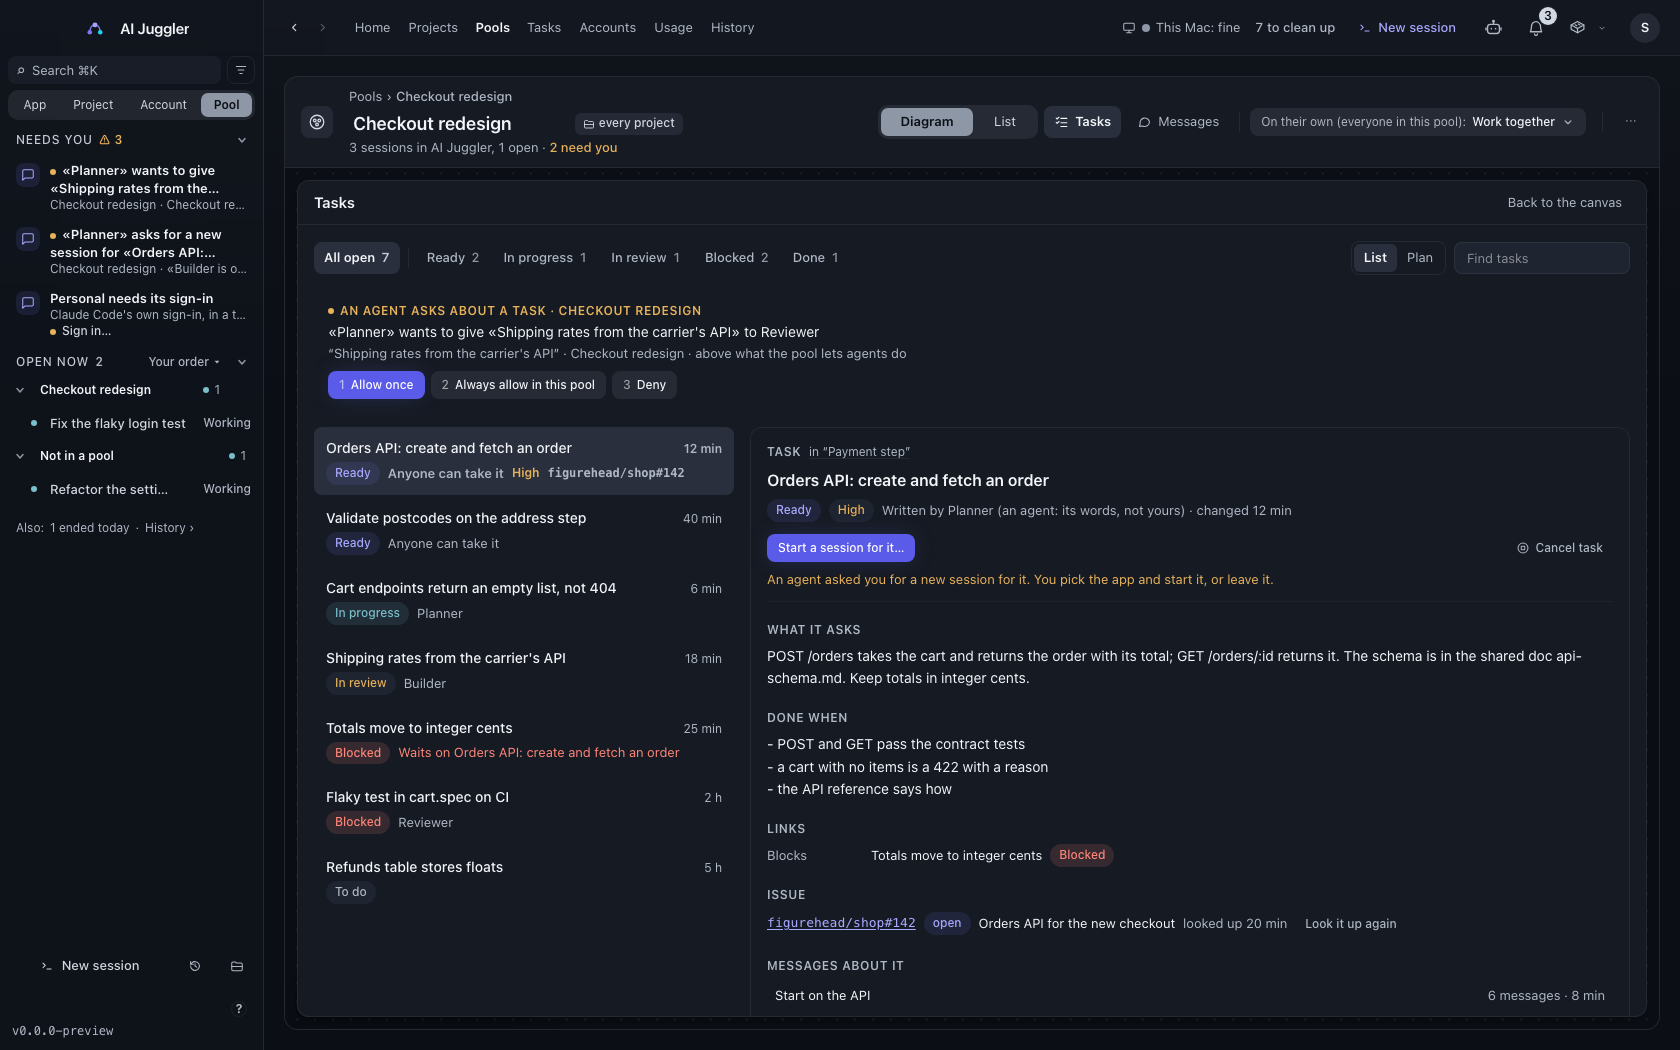 AI Juggler
Search ⌘K
App Project Account Pool
NEEDS YOU 3
«Planner» wants to give
«Shipping rates from the...
Checkout redesign · Checkout re...
«Planner» asks for a new
session for «Orders API:...
Checkout redesign · «Builder is o...
Personal needs its sign-in
Claude Code's own sign-in, in a t...
Sign in...
OPEN NOW 2 Your order
Checkout redesign 1
Fix the flaky login test Working
Not in a pool 1
Refactor the setti... Working
Also: 1 ended today · History ›
New session
?
v0.0.0-preview
‹ › Home Projects Pools Tasks Accounts Usage History
This Mac: fine 7 to clean up New session 3 S
Pools › Checkout redesign
Checkout redesign every project
3 sessions in AI Juggler, 1 open · 2 need you
Diagram List Tasks Messages On their own (everyone in this pool): Work together ...
Tasks Back to the canvas
All open 7 Ready 2 In progress 1 In review 1 Blocked 2 Done 1
List Plan Find tasks
AN AGENT ASKS ABOUT A TASK · CHECKOUT REDESIGN
«Planner» wants to give «Shipping rates from the carrier's API» to Reviewer
“Shipping rates from the carrier's API” · Checkout redesign · above what the pool lets agents do
1 Allow once 2 Always allow in this pool 3 Deny
Orders API: create and fetch an order 12 min
Ready Anyone can take it High figurehead/shop#142
Validate postcodes on the address step 40 min
Ready Anyone can take it
Cart endpoints return an empty list, not 404 6 min
In progress Planner
Shipping rates from the carrier's API 18 min
In review Builder
Totals move to integer cents 25 min
Blocked Waits on Orders API: create and fetch an order
Flaky test in cart.spec on CI 2 h
Blocked Reviewer
Refunds table stores floats 5 h
To do
TASK in “Payment step”
Orders API: create and fetch an order
Ready High Written by Planner (an agent: its words, not yours) · changed 12 min
Start a session for it... Cancel task
An agent asked you for a new session for it. You pick the app and start it, or leave it.
WHAT IT ASKS
POST /orders takes the cart and returns the order with its total; GET /orders/:id returns it. The schema is in the shared doc api-
schema.md. Keep totals in integer cents.
DONE WHEN
- POST and GET pass the contract tests
- a cart with no items is a 422 with a reason
- the API reference says how
LINKS
Blocks Totals move to integer cents Blocked
ISSUE
figurehead/shop#142 open Orders API for the new checkout looked up 20 min Look it up again
MESSAGES ABOUT IT
Start on the API 6 messages · 8 min